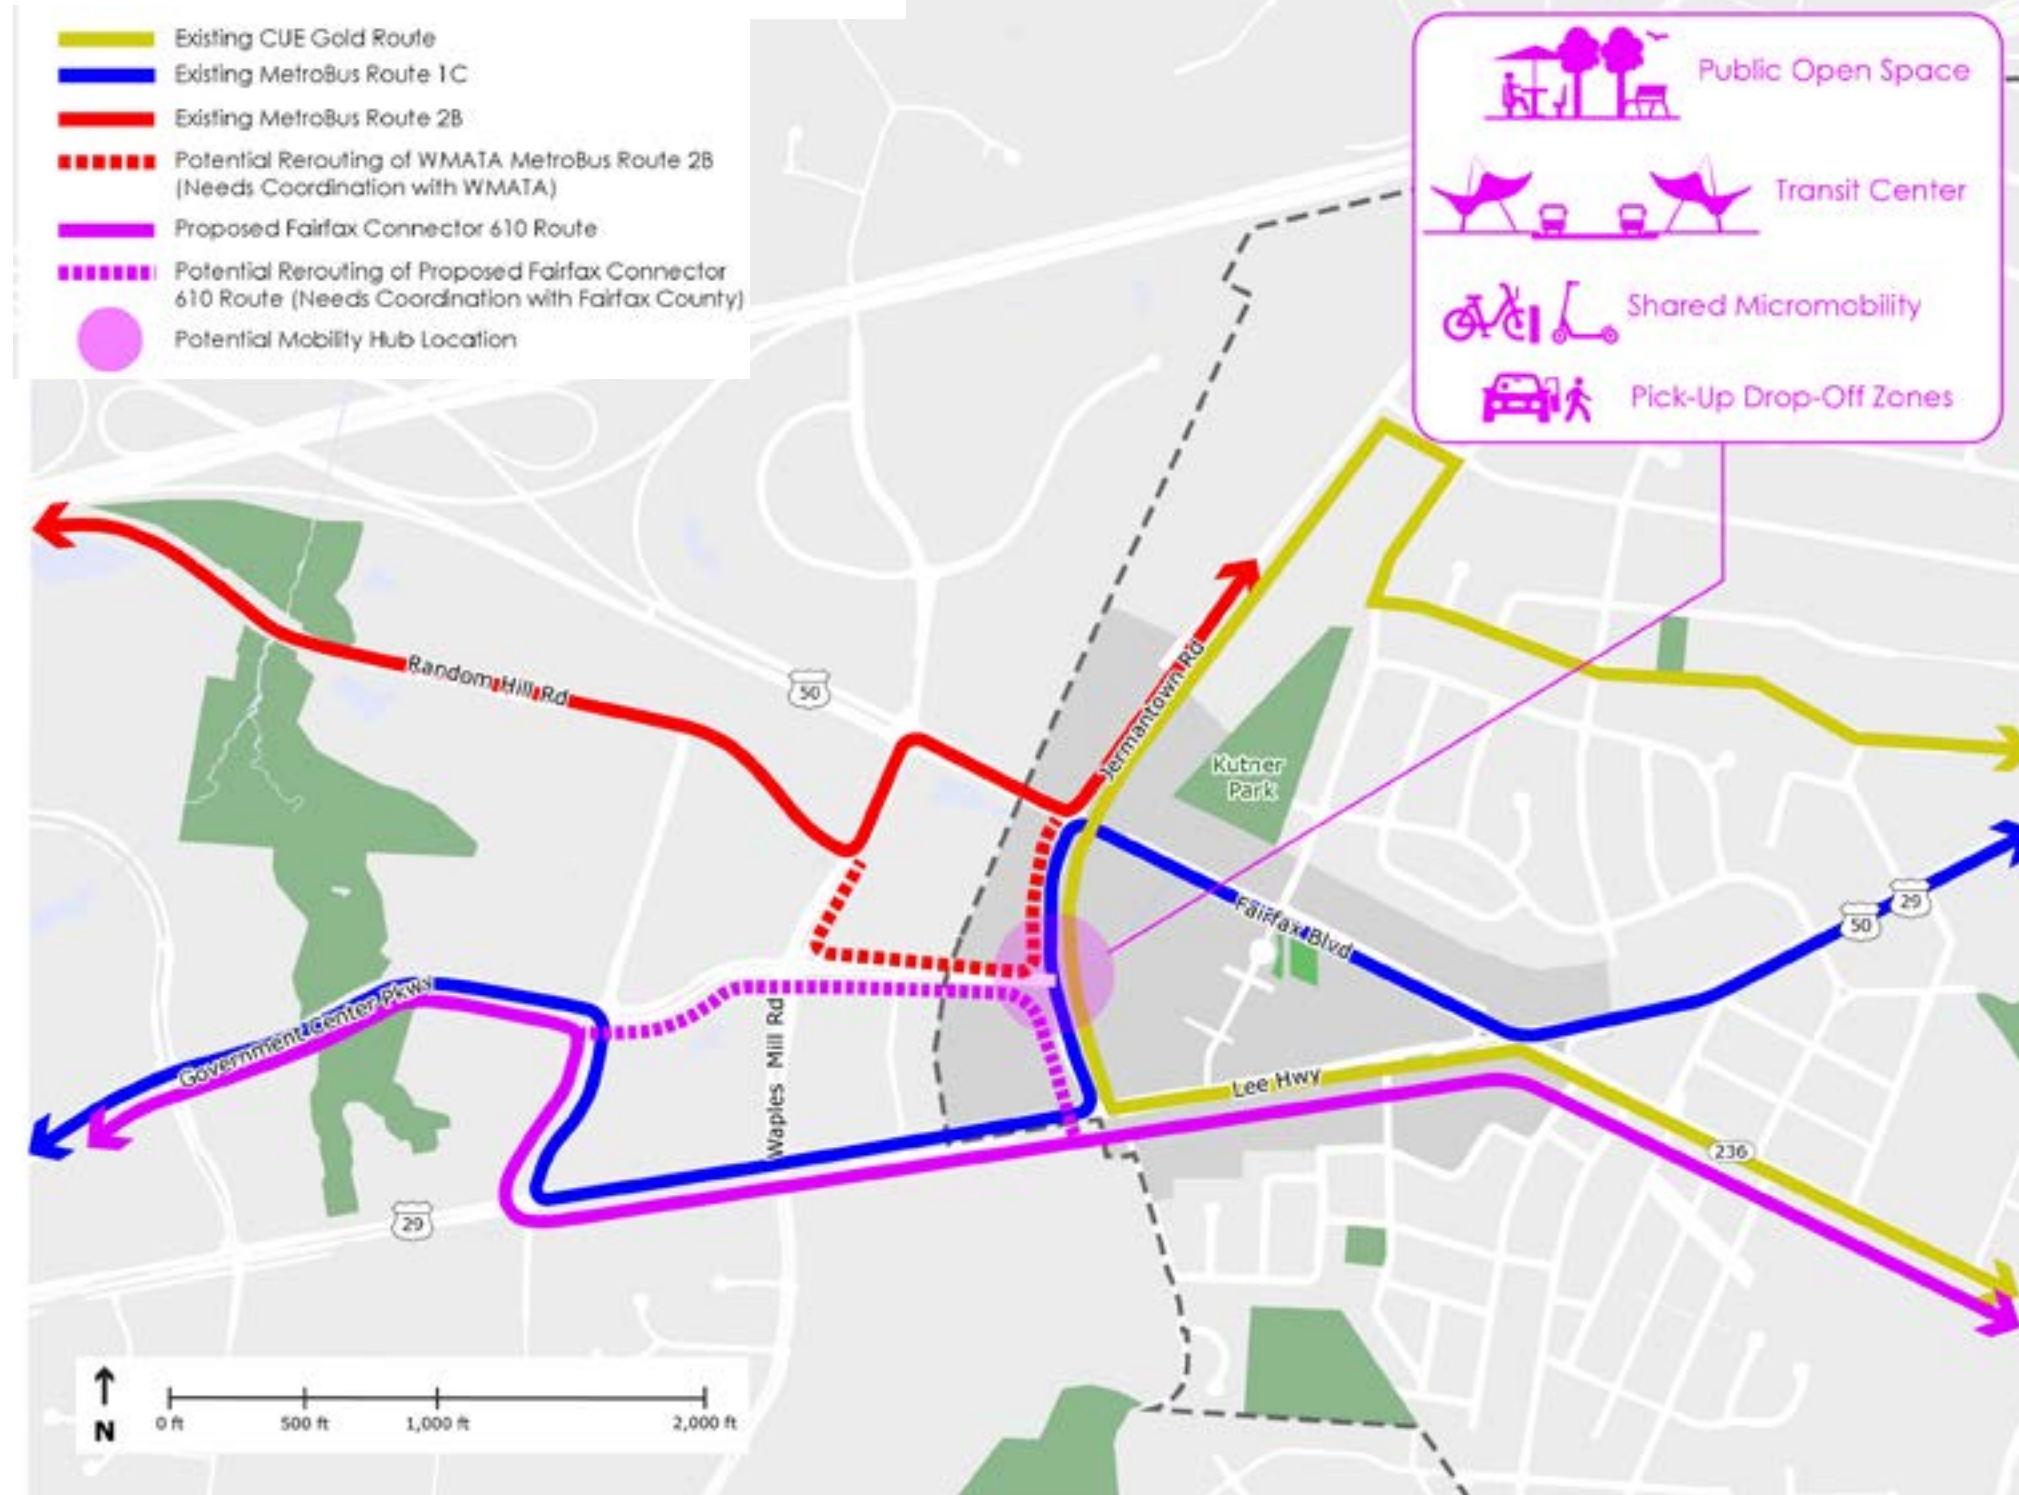 Existing CUE Gold Route
Existing MetroBus Route 1C
Existing MetroBus Route 2B
Potential Rerouting of WMATA MetroBus Route 2B
(Needs Coordination with WMATA)
Proposed Fairfax Connector 610 Route
Potential Rerouting of Proposed Fairfax Connector
610 Route (Needs Coordination with Fairfax County)
Potential Mobility Hub Location
Public Open Space
Transit Center
Shared Micromobility
Pick-Up Drop-Off Zones
Random Hill Rd
50
Jermantown Rd
Kutner
Park
Fairfax Blvd
29
50
Government Center Pkwy
Waples Mill Rd
Lee Hwy
236
29
N
0 ft
500 ft
1,000 ft
2,000 ft